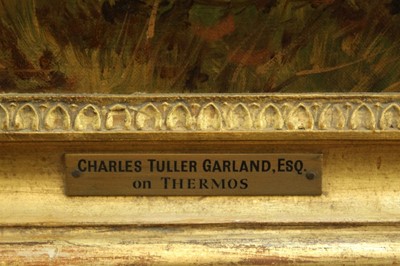 CHARLES TULLER GARLAND, ESQ.
on THERMOS